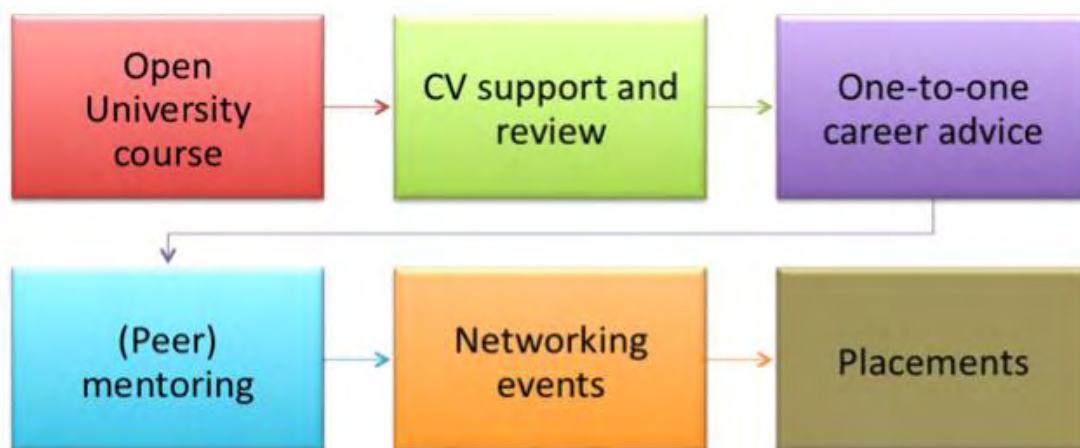 Open
University
course
CV support and
review
One-to-one
career advice
(Peer)
mentoring
Networking
events
Placements